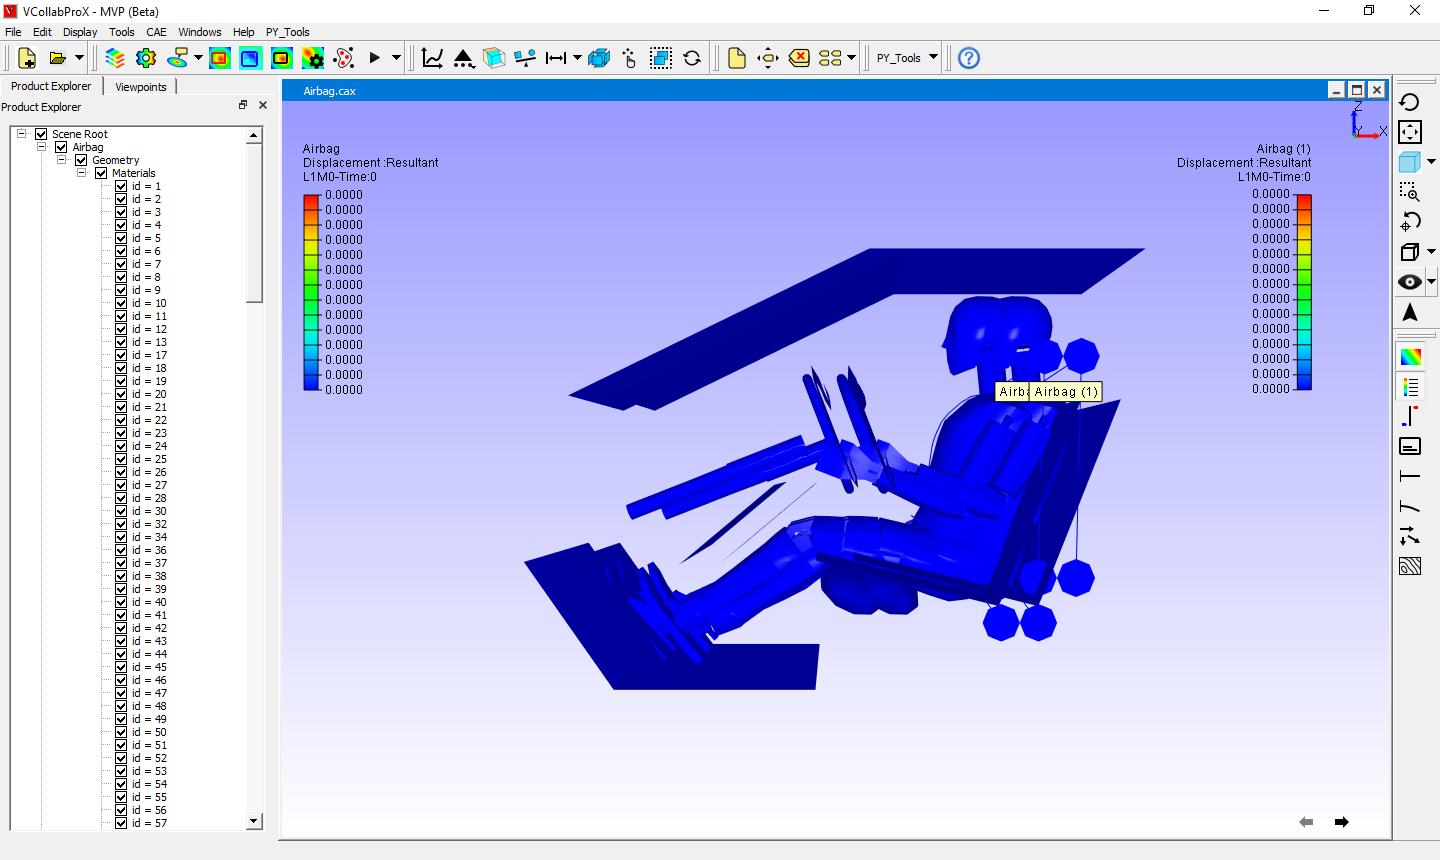 VCollabProX - MVP (Beta)
File Edit Display Tools CAE Windows Help PY_Tools
PY_Tools
Product Explorer Viewpoints
Product Explorer
Scene Root
Airbag
Geometry
Materials
id = 1
id = 2
id = 3
id = 4
id = 5
id = 6
id = 7
id = 8
id = 9
id = 10
id = 11
id = 12
id = 13
id = 17
id = 18
id = 19
id = 20
id = 21
id = 22
id = 23
id = 24
id = 25
id = 26
id = 27
id = 28
id = 30
id = 32
id = 34
id = 36
id = 37
id = 38
id = 39
id = 40
id = 41
id = 42
id = 43
id = 44
id = 45
id = 46
id = 47
id = 48
id = 49
id = 50
id = 51
id = 52
id = 53
id = 54
id = 55
id = 56
id = 57
Airbag.cax
Airbag
Displacement :Resultant
L1M0-Time:0
0.0000
0.0000
0.0000
0.0000
0.0000
0.0000
0.0000
0.0000
0.0000
0.0000
0.0000
0.0000
0.0000
0.0000
Z
Y X
Airbag (1)
Displacement :Resultant
L1M0-Time:0
0.0000
0.0000
0.0000
0.0000
0.0000
0.0000
0.0000
0.0000
0.0000
0.0000
0.0000
0.0000
0.0000
0.0000
Airba Airbag (1)